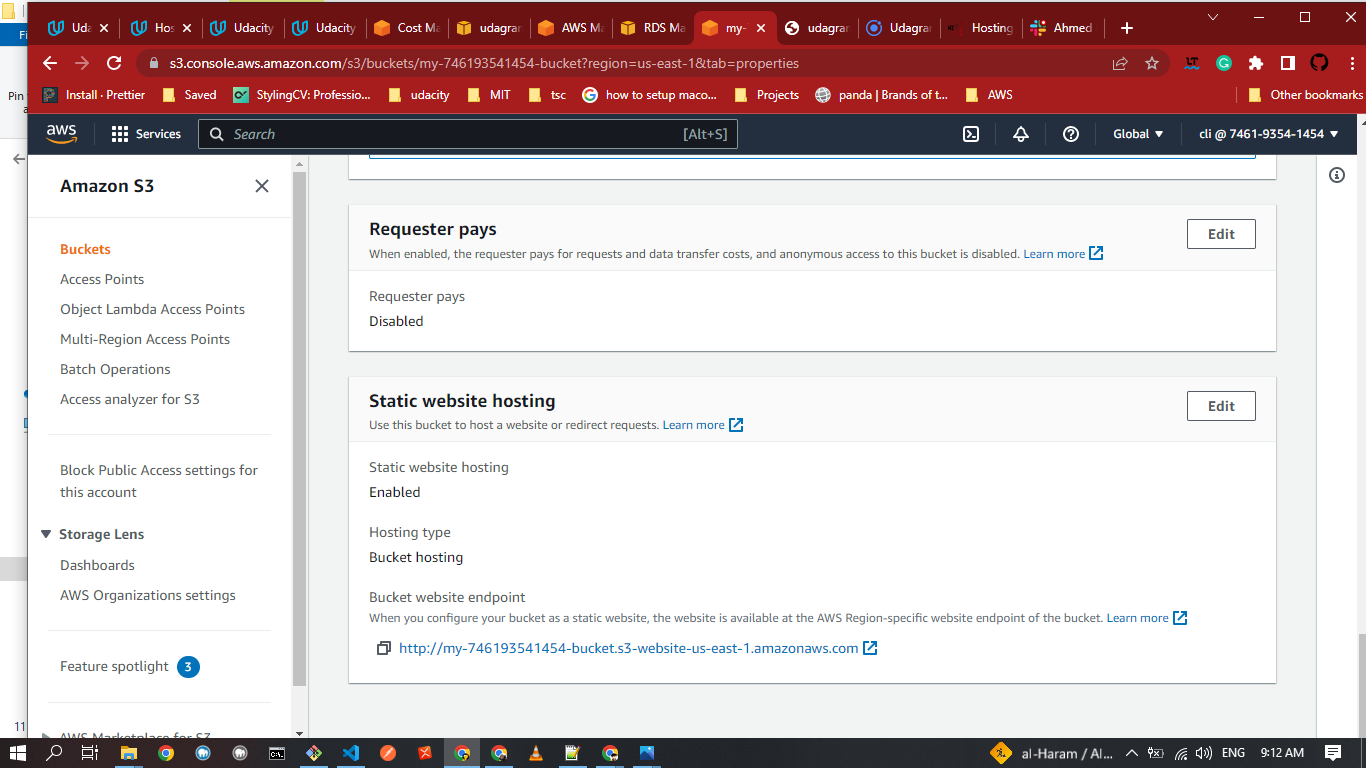 Fi
Uda
Hos
Udacity
Udacity
Cost Ma
udagran
AWS Ma
RDS Ma
my-
udagran
Udagran
Hosting
Ahmed
s3.console.aws.amazon.com/s3/buckets/my-746193541454-bucket?region=us-east-1&tab=properties
LT
Pin
Install · Prettier
Saved
StylingCV: Professio...
udacity
MIT
tsc
how to setup maco...
Projects
panda | Brands of t...
AWS
Other bookmarks
aws
Services
Search
[Alt+S]
Global
cli @ 7461-9354-1454
Amazon S3
Buckets
Access Points
Object Lambda Access Points
Multi-Region Access Points
Batch Operations
Access analyzer for S3
Block Public Access settings for
this account
Storage Lens
Dashboards
AWS Organizations settings
Feature spotlight
3
AWS Marketplace for S3
Requester pays
Edit
When enabled, the requester pays for requests and data transfer costs, and anonymous access to this bucket is disabled. Learn more
Requester pays
Disabled
Static website hosting
Edit
Use this bucket to host a website or redirect requests. Learn more
Static website hosting
Enabled
Hosting type
Bucket hosting
Bucket website endpoint
When you configure your bucket as a static website, the website is available at the AWS Region-specific website endpoint of the bucket. Learn more
http://my-746193541454-bucket.s3-website-us-east-1.amazonaws.com
11
al-Haram / Al...
ENG
9:12 AM